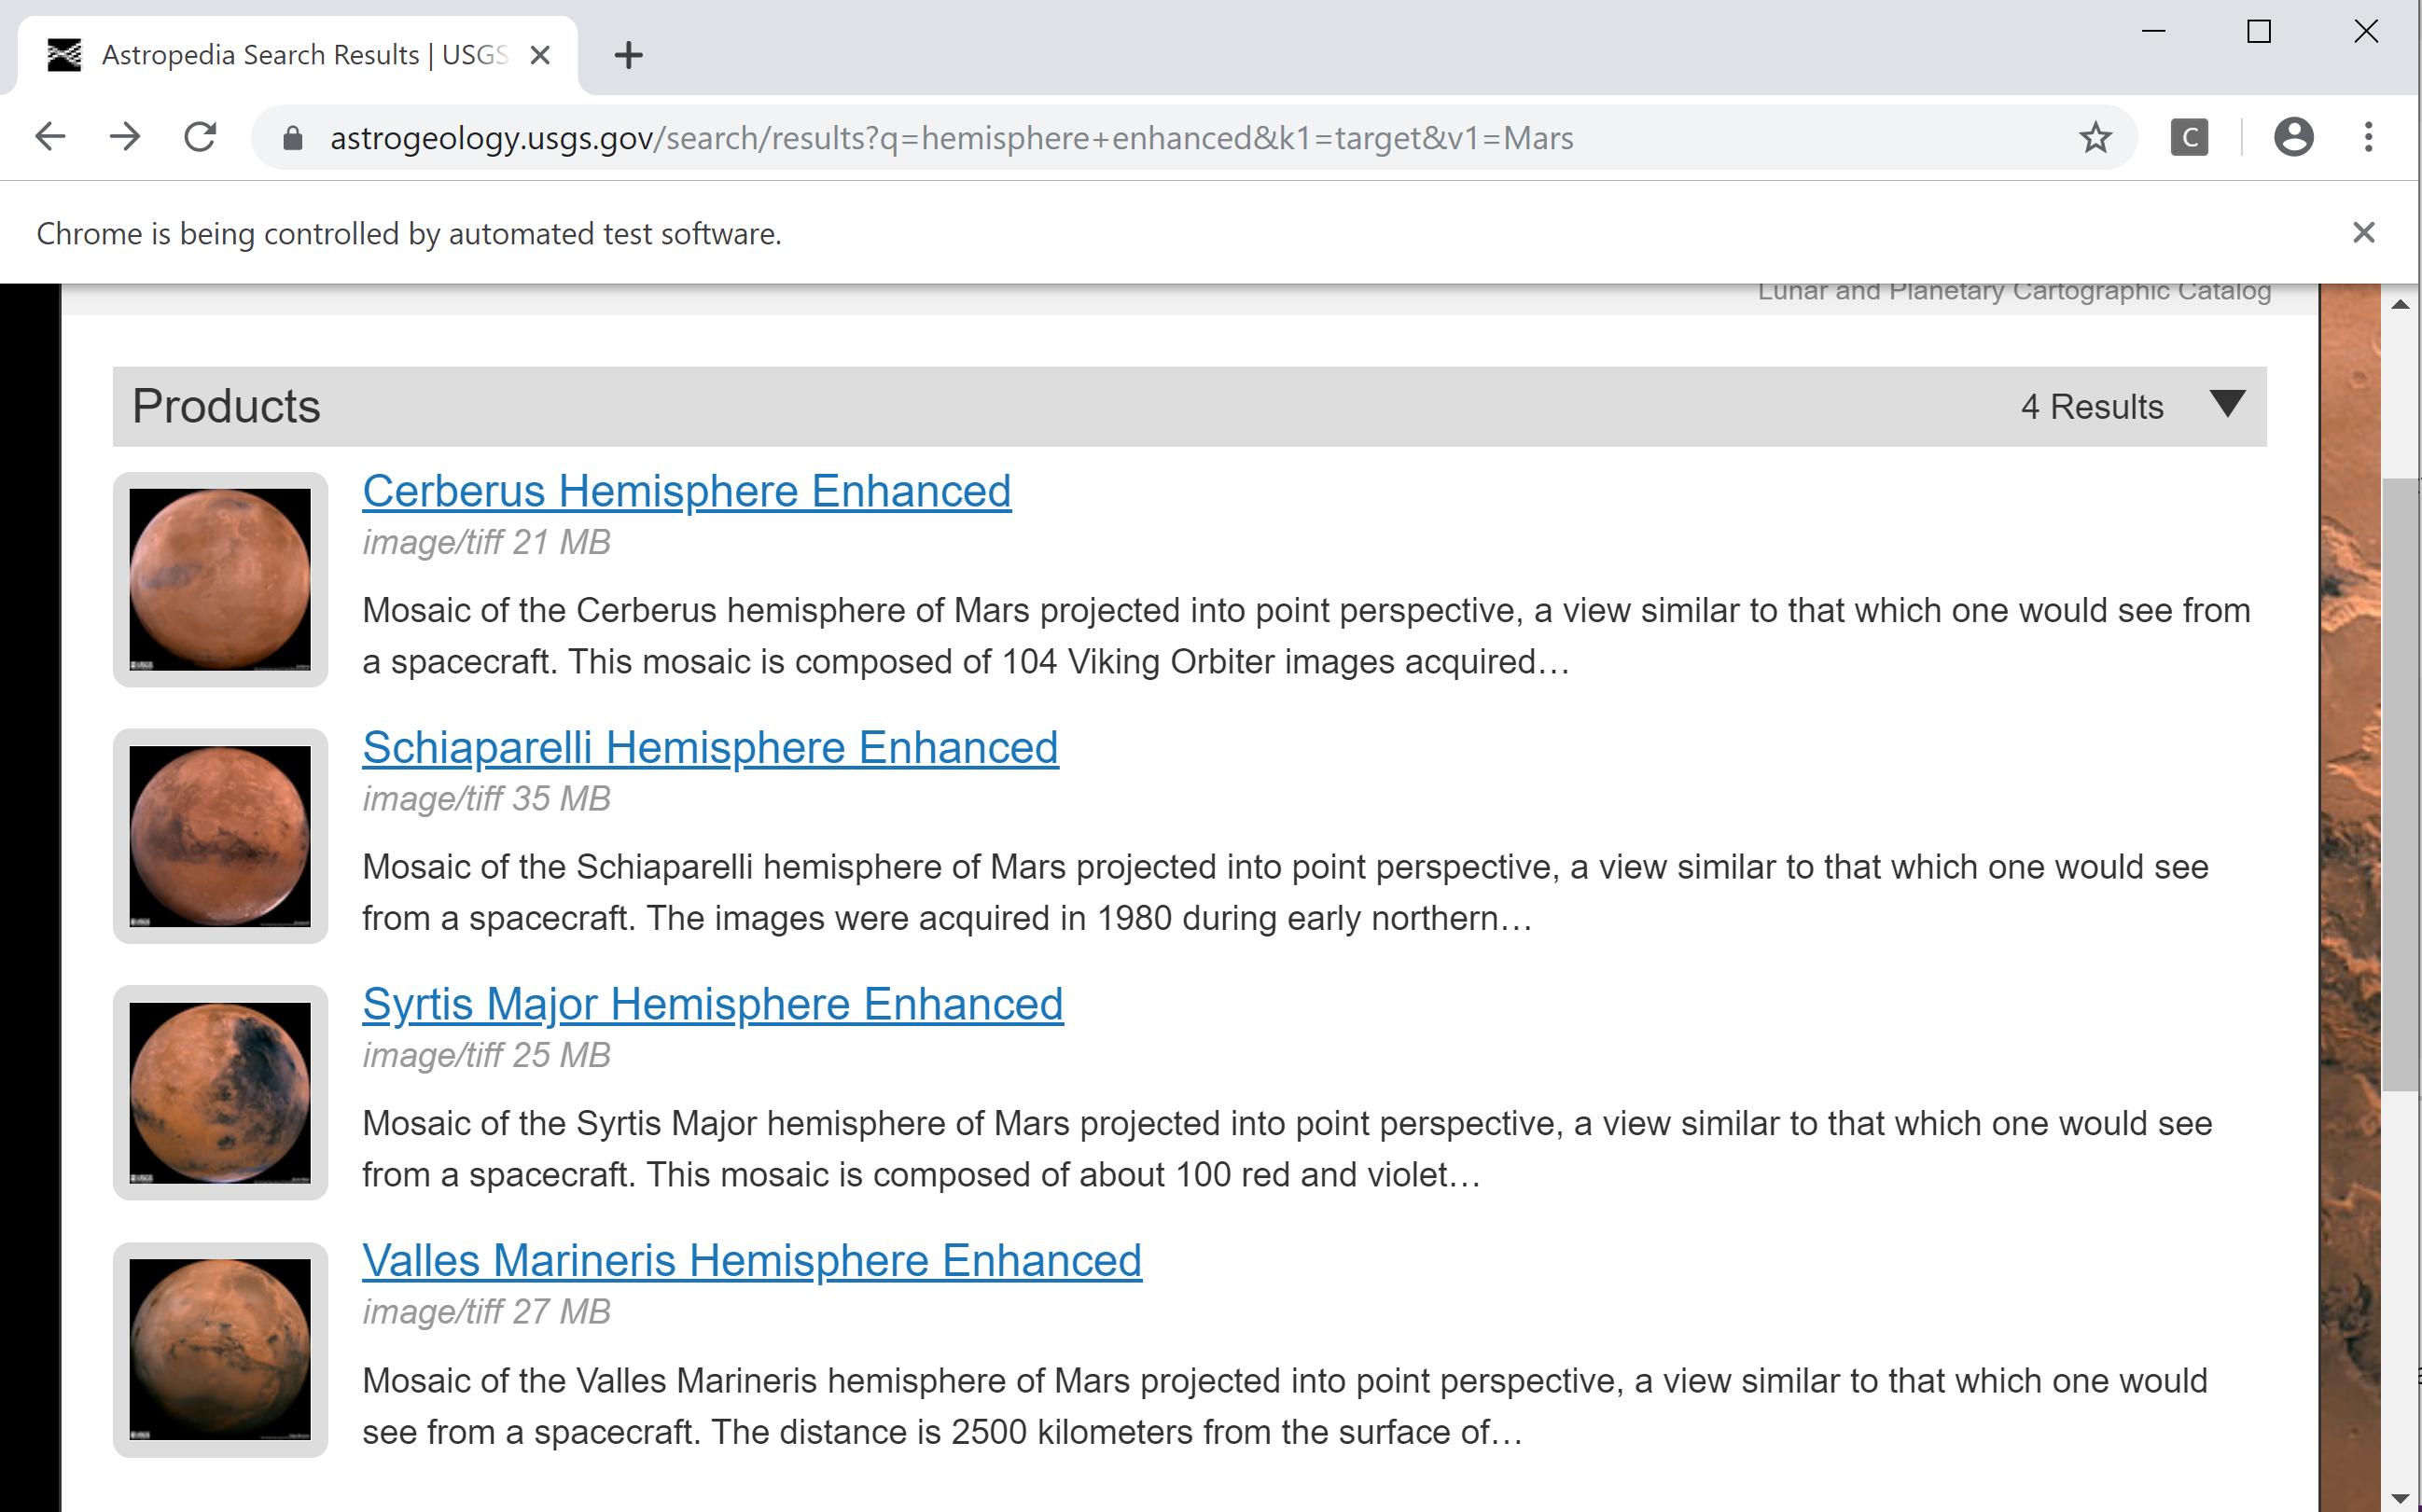 Astropedia Search Results | USGS
astrogeology.usgs.gov/search/results?q=hemisphere+enhanced&k1=target&v1=Mars
C
Chrome is being controlled by automated test software.
Lunar and Planetary Cartographic Catalog
Products
4 Results
Cerberus Hemisphere Enhanced
image/tiff 21 MB
Mosaic of the Cerberus hemisphere of Mars projected into point perspective, a view similar to that which one would see from
a spacecraft. This mosaic is composed of 104 Viking Orbiter images acquired…
Schiaparelli Hemisphere Enhanced
image/tiff 35 MB
Mosaic of the Schiaparelli hemisphere of Mars projected into point perspective, a view similar to that which one would see
from a spacecraft. The images were acquired in 1980 during early northern…
Syrtis Major Hemisphere Enhanced
image/tiff 25 MB
Mosaic of the Syrtis Major hemisphere of Mars projected into point perspective, a view similar to that which one would see
from a spacecraft. This mosaic is composed of about 100 red and violet…
Valles Marineris Hemisphere Enhanced
image/tiff 27 MB
Mosaic of the Valles Marineris hemisphere of Mars projected into point perspective, a view similar to that which one would
see from a spacecraft. The distance is 2500 kilometers from the surface of…